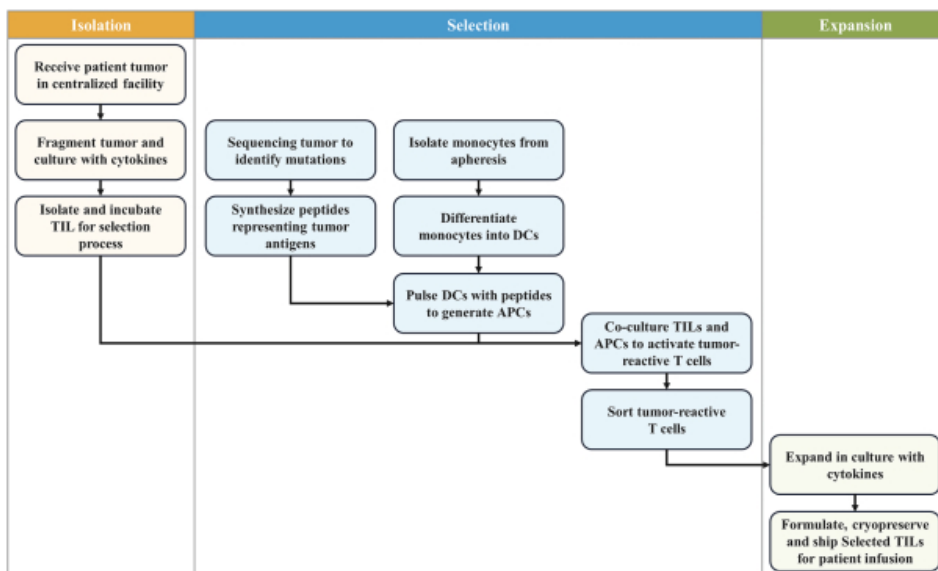 Isolation
Selection
Expansion
Receive patient tumor
in centralized facility
Fragment tumor and
culture with cytokines
Isolate and incubate
TIL for selection
process
Sequencing tumor to
identify mutations
Synthesize peptides
representing tumor
antigens
Isolate monocytes from
apheresis
Differentiate
monocytes into DCs
Pulse DCs with peptides
to generate APCs
Co-culture TILs and
APCs to activate tumor-
reactive T cells
Sort tumor-reactive
T cells
Expand in culture with
cytokines
Formulate, cryopreserve
and ship Selected TILs
for patient infusion